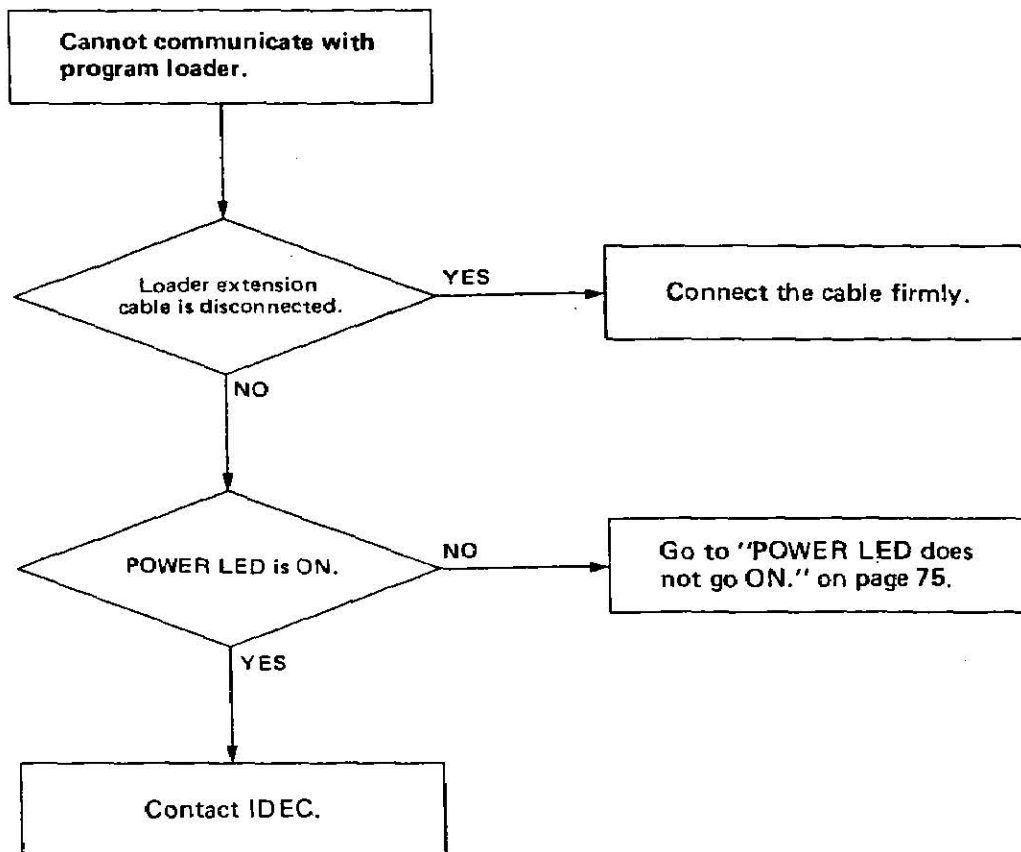 Cannot communicate with
program loader.
Loader extension
cable is disconnected.
YES
Connect the cable firmly.
NO
POWER LED is ON.
NO
Go to "POWER LED does
not go ON." on page 75.
YES
Contact IDEC.